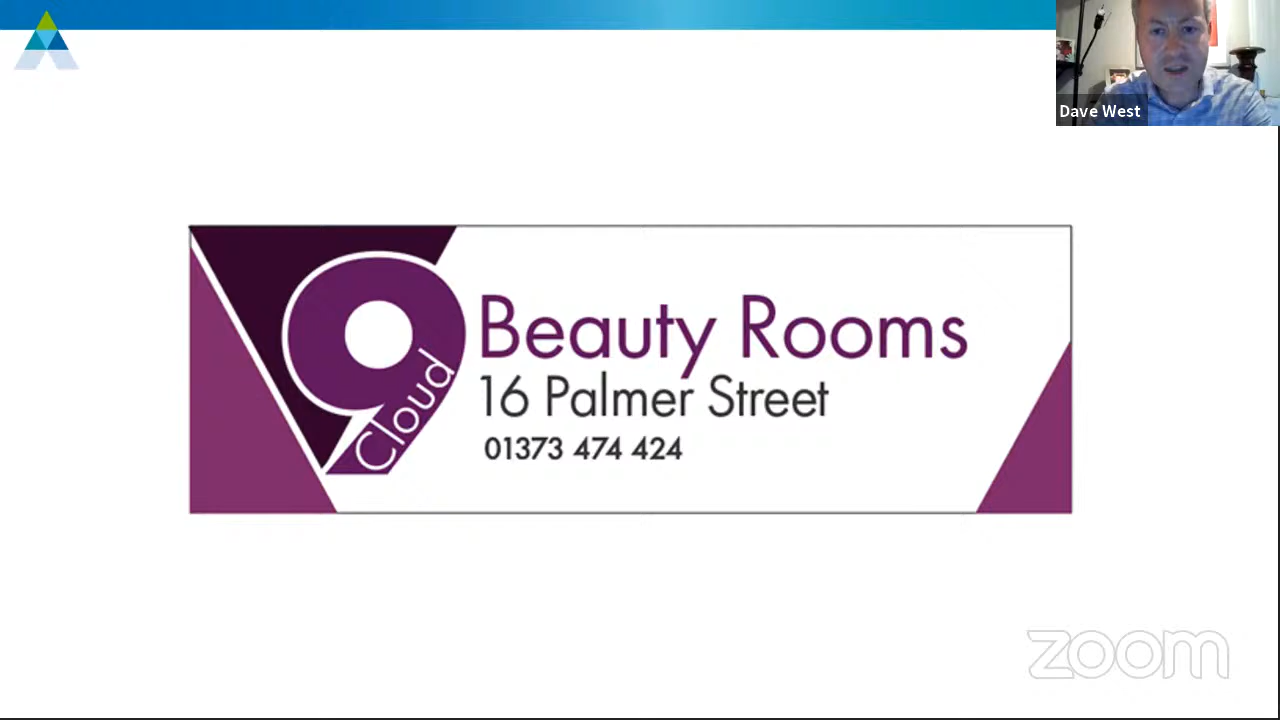 Dave West
9
Cloud
Beauty Rooms
16 Palmer Street
01373 474 424
zoom